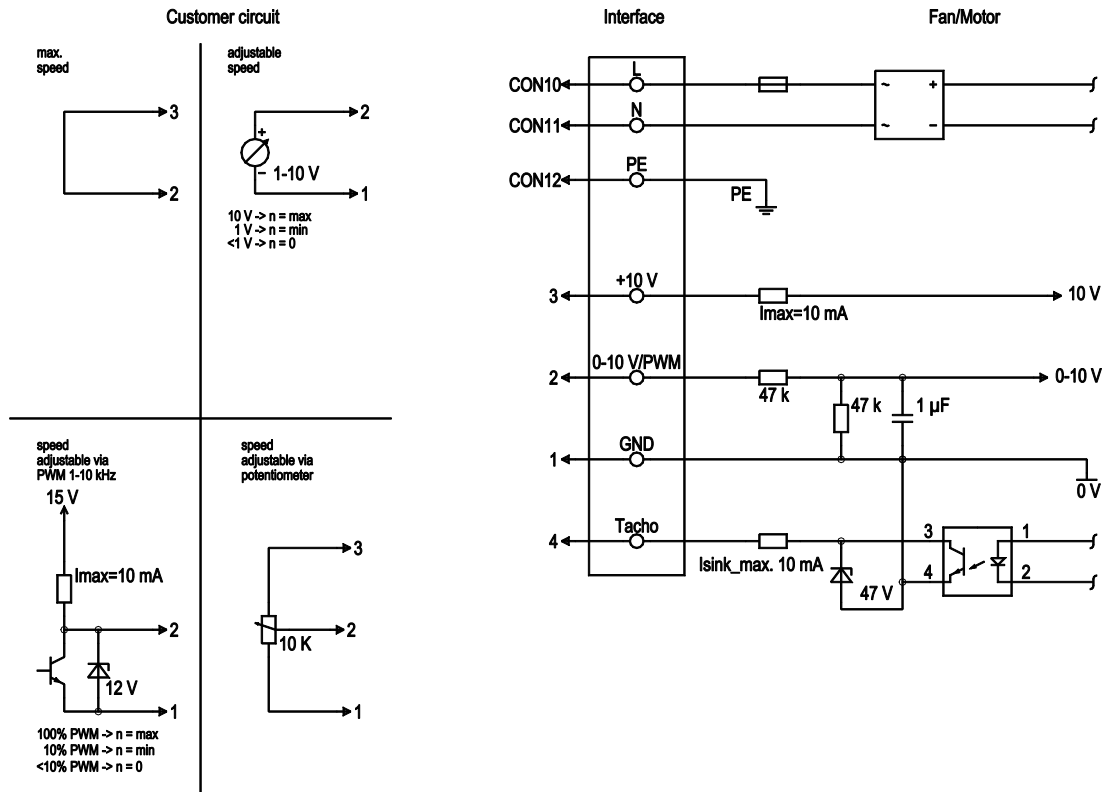 Customer circuit
Interface
Fan/Motor
max.
speed
3
2
adjustable
speed
2
+
–
1-10 V
1
10 V -> n = max
1 V -> n = min
<1 V -> n = 0
speed
adjustable via
PWM 1-10 kHz
15 V
Imax=10 mA
2
12 V
1
100% PWM -> n = max
10% PWM -> n = min
<10% PWM -> n = 0
speed
adjustable via
potentiometer
3
2
10 K
1
L
CON10
~
+
N
CON11
~
–
PE
CON12
PE
+10 V
3
10 V
Imax=10 mA
0-10 V/PWM
2
0-10 V
47 k
47 k
1 µF
GND
1
0 V
Tacho
4
3
1
Isink_max. 10 mA
4
2
47 V